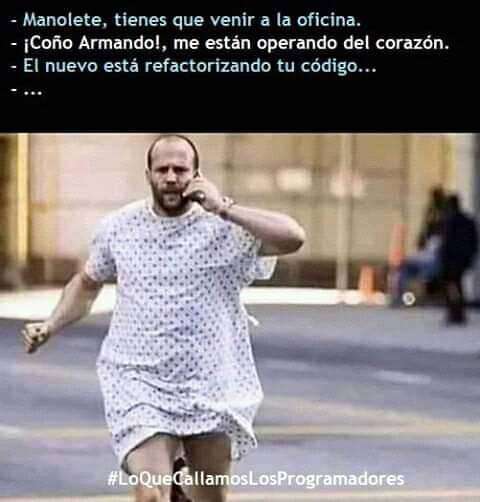 - Manolete, tienes que venir a la oficina.
- ¡Coño Armando!, me están operando del corazón.
- El nuevo está refactorizando tu código...
- ...
#LoQueCallamosLosProgramadores